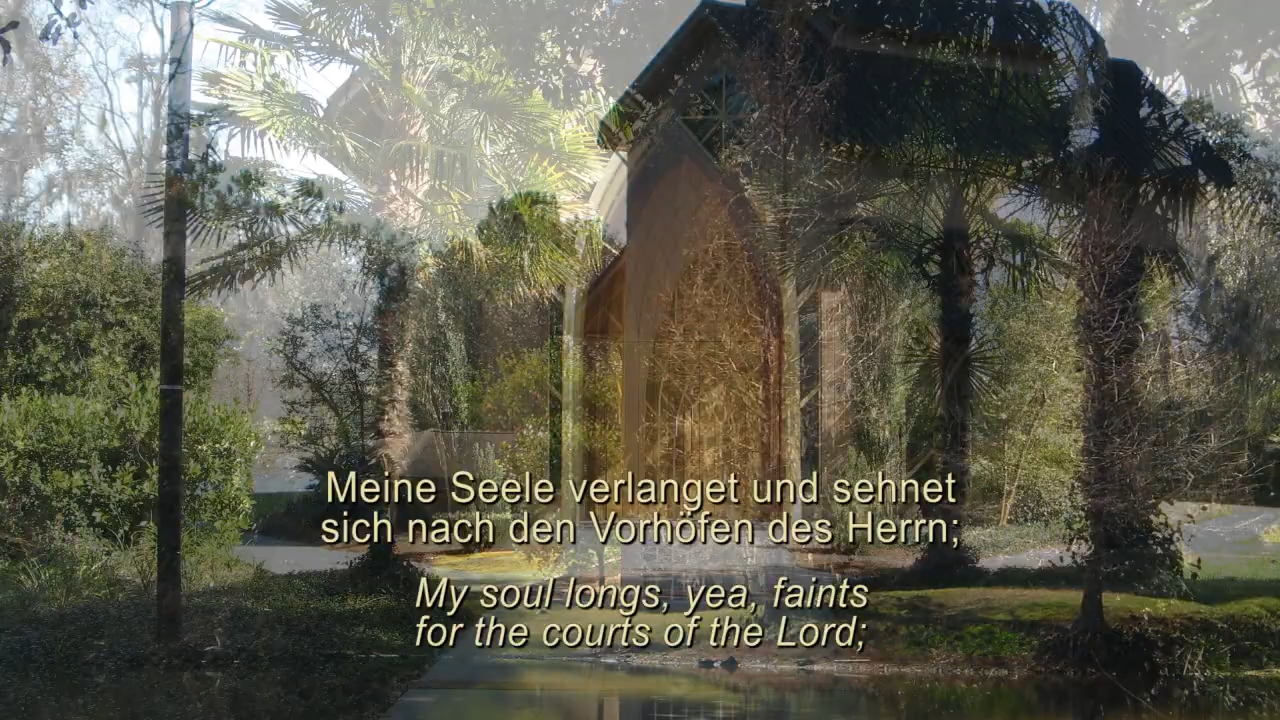 Meine Seele verlanget und sehnet
sich nach den Vorhöfen des Herrn;
My soul longs, yea, faints
for the courts of the Lord;